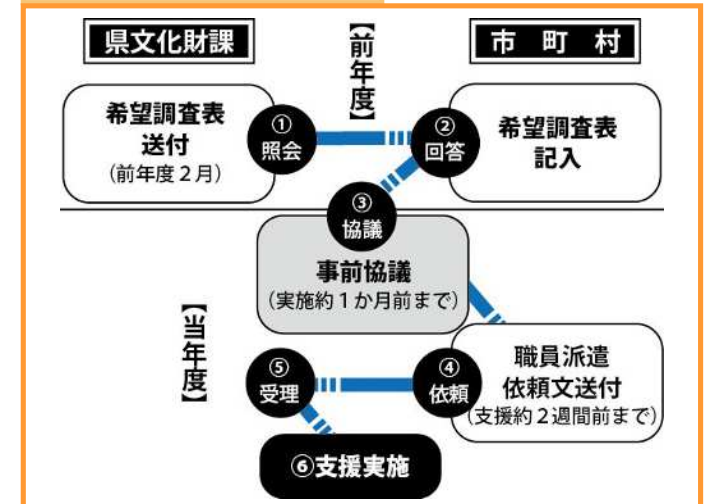 県文化財課
【前年度】
市町村
希望調査表
送付
（前年度２月）
①
照会
②
回答
希望調査表
記入
③
協議
事前協議
（実施約１か月前まで）
【当年度】
⑤
受理
④
依頼
職員派遣
依頼文送付
（支援約２週間前まで）
⑥支援実施